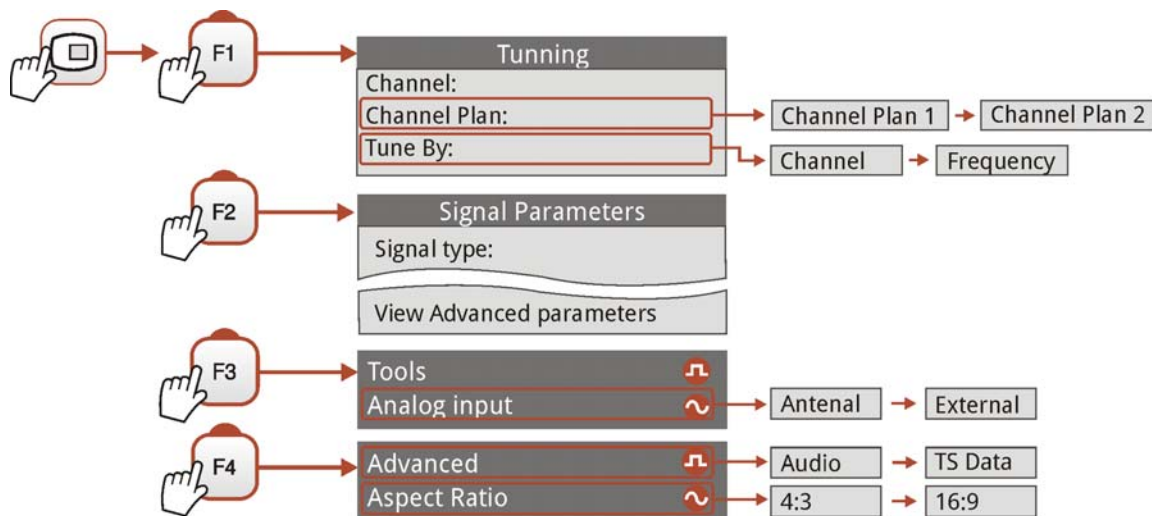 F1
Tunning
Channel:
Channel Plan:
Channel Plan 1
Channel Plan 2
Tune By:
Channel
Frequency
F2
Signal Parameters
Signal type:
View Advanced parameters
F3
Tools
Analog input
Antenal
External
F4
Advanced
Audio
TS Data
Aspect Ratio
4:3
16:9